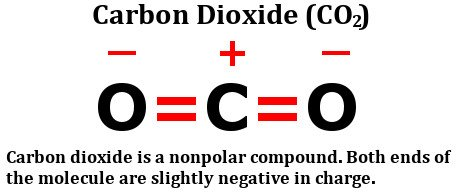 Carbon Dioxide (CO₂)
− + −
O=C=O
Carbon dioxide is a nonpolar compound. Both ends of
the molecule are slightly negative in charge.